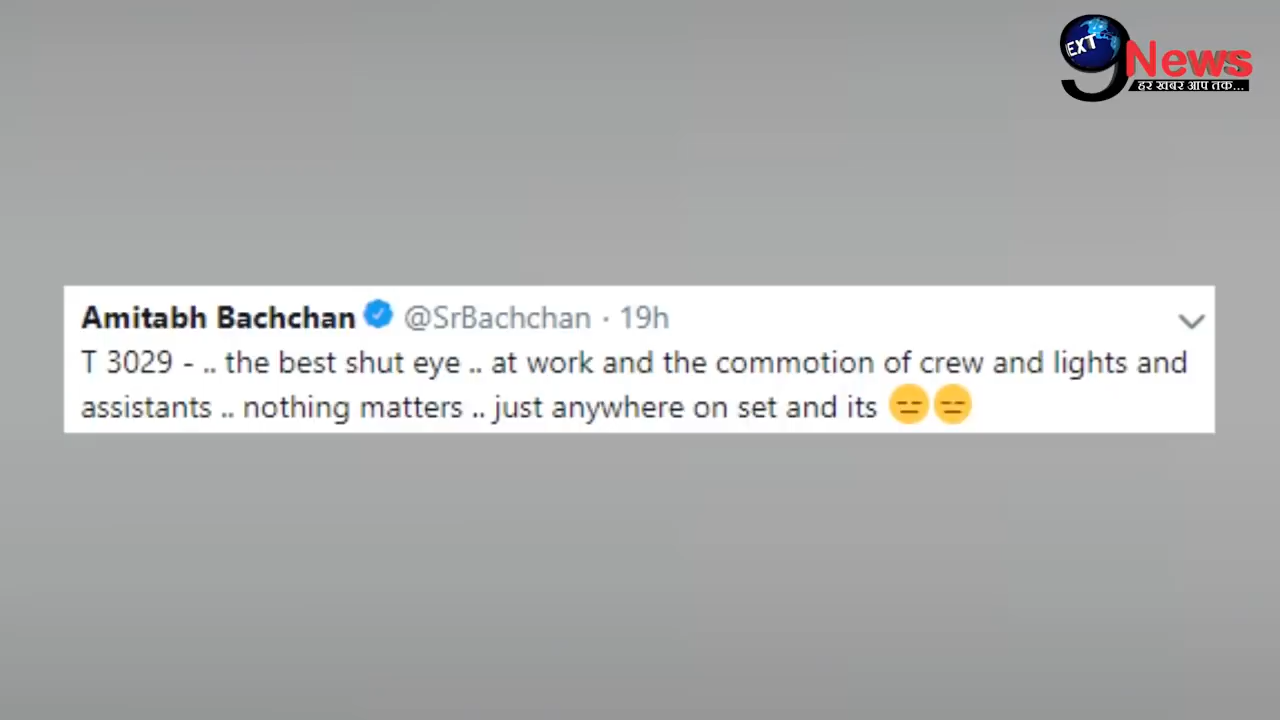 EXT
9News
हर खबर आप तक...
Amitabh Bachchan @SrBachchan · 19h
T 3029 - .. the best shut eye .. at work and the commotion of crew and lights and
assistants .. nothing matters .. just anywhere on set and its 😑😑